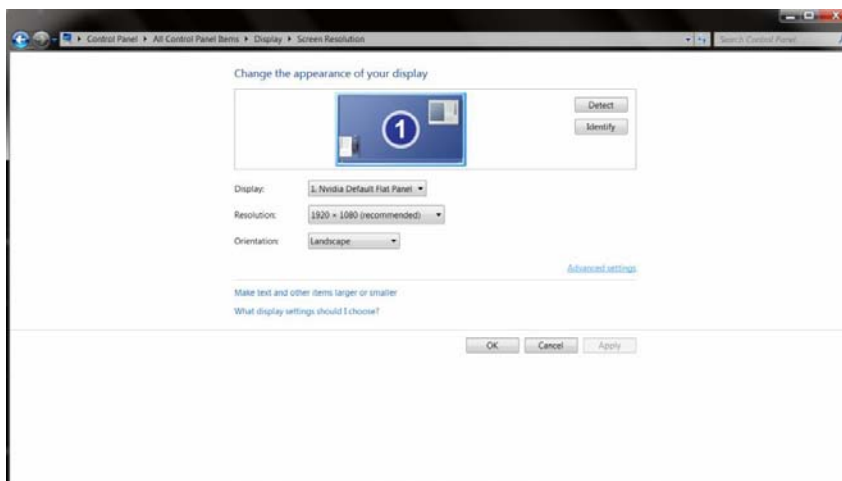 Control Panel ▸ All Control Panel Items ▸ Display ▸ Screen Resolution
Search Control Panel
Change the appearance of your display
1
Detect
Identify
Display: 1. Nvidia Default Flat Panel
Resolution: 1920 × 1080 (recommended)
Orientation: Landscape
Advanced settings
Make text and other items larger or smaller
What display settings should I choose?
OK Cancel Apply